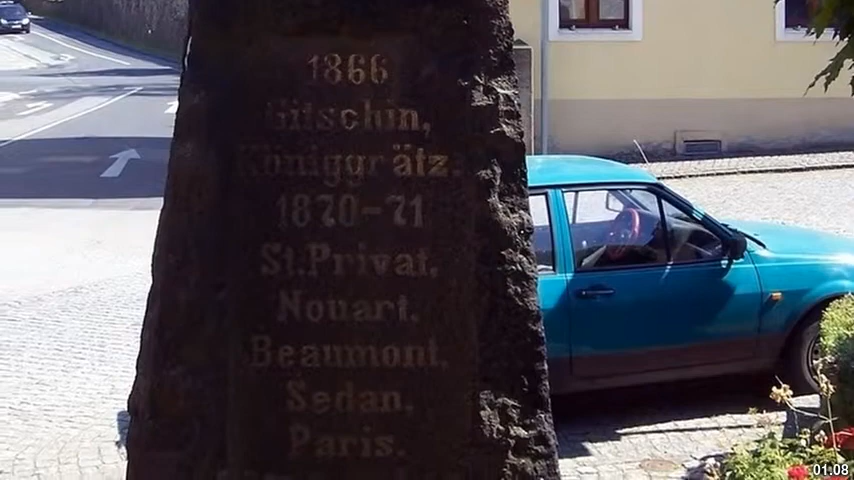 1866
Gitschin,
Königgrätz.
1870-71
St.Privat.
Nouart.
Beaumont.
Sedan.
Paris.
01.08